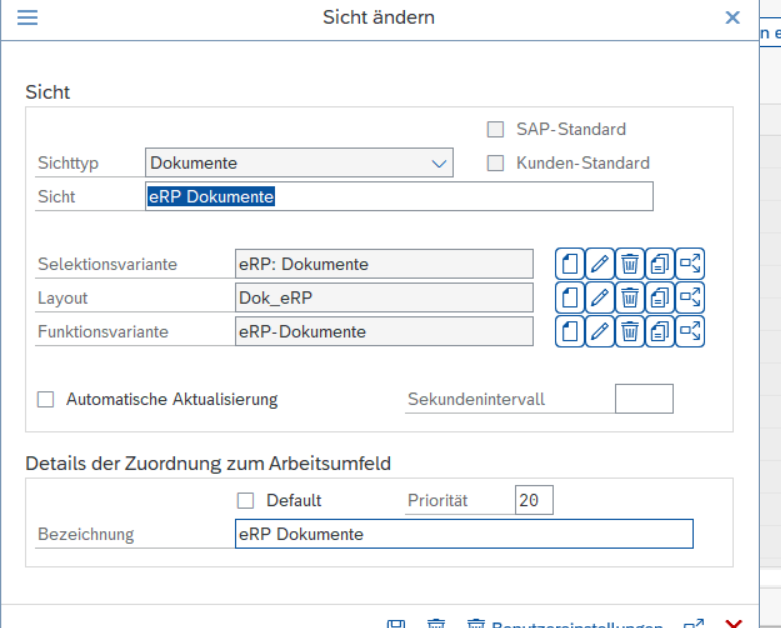 Sicht ändern
n e
Sicht
SAP-Standard
Sichttyp Dokumente Kunden-Standard
Sicht eRP Dokumente
Selektionsvariante eRP: Dokumente
Layout Dok_eRP
Funktionsvariante eRP-Dokumente
Automatische Aktualisierung Sekundenintervall
Details der Zuordnung zum Arbeitsumfeld
Default Priorität 20
Bezeichnung eRP Dokumente
Benutzereinstellungen